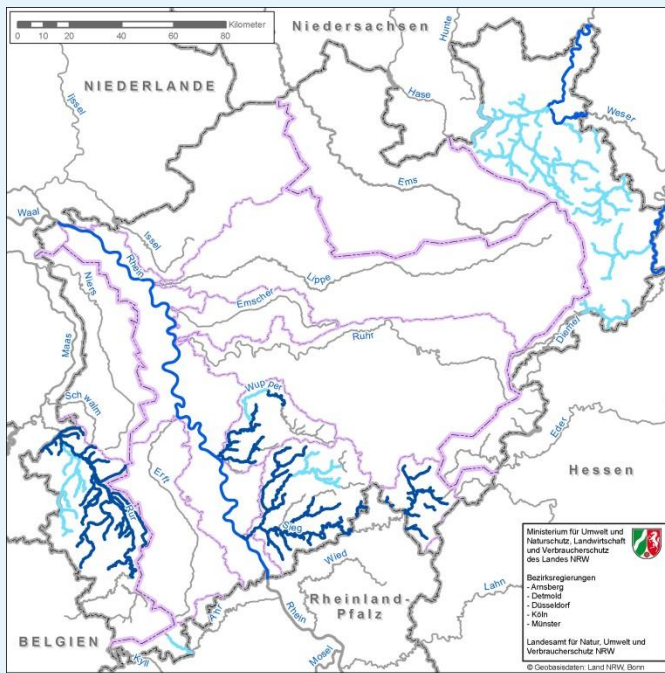 0 10 20 40 60 80 Kilometer
Niedersachsen
Hunte
NIEDERLANDE
Ijssel
Hase
Weser
Ems
Waal
Issel
Rhein
Lippe
Niers
Emscher
Diemel
Ruhr
Maas
Schwalm
Wupper
Eder
Hessen
Erft
Rur
Sieg
Wied
Ministerium für Umwelt und
Naturschutz, Landwirtschaft
und Verbraucherschutz
des Landes NRW
Bezirksregierungen
- Arnsberg
- Detmold
- Düsseldorf
- Köln
- Münster
Landesamt für Natur, Umwelt und
Verbraucherschutz NRW
© Geobasisdaten: Land NRW, Bonn
Lahn
Rheinland-
Pfalz
Ahr
Rhein
BELGIEN
Kyll
Mosel